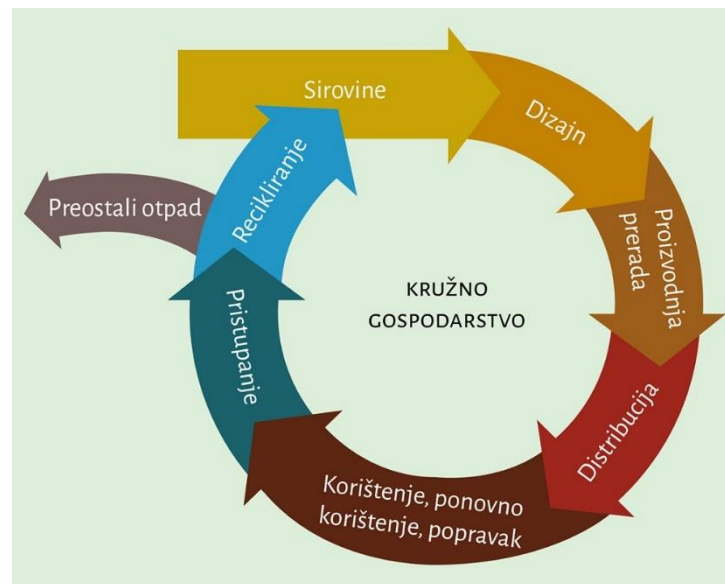 Sirovine
Dizajn
Proizvodnja
prerada
Distribucija
Korištenje, ponovno
korištenje, popravak
Pristupanje
Recikliranje
Preostali otpad
KRUŽNO
GOSPODARSTVO